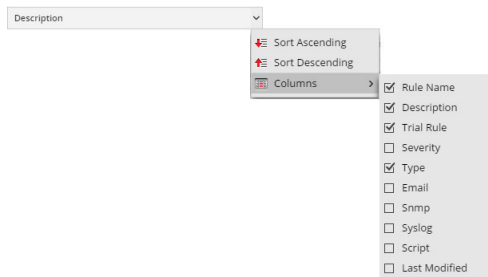 Description
Sort Ascending
Sort Descending
Columns
Rule Name
Description
Trial Rule
Severity
Type
Email
Snmp
Syslog
Script
Last Modified